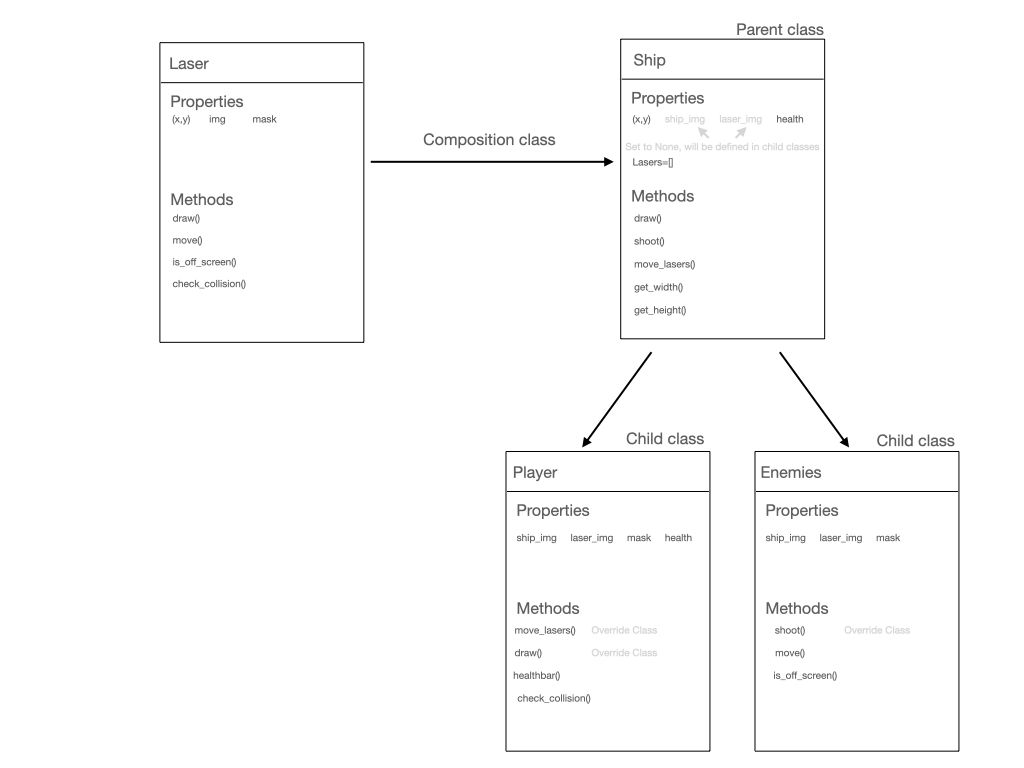 Parent class
Laser
Properties
(x,y) img mask
Methods
draw()
move()
is_off_screen()
check_collision()
Composition class
Ship
Properties
(x,y) ship_img laser_img health
Set to None, will be defined in child classes
Lasers=[]
Methods
draw()
shoot()
move_lasers()
get_width()
get_height()
Child class
Player
Properties
ship_img laser_img mask health
Methods
move_lasers() Override Class
draw() Override Class
healthbar()
check_collision()
Child class
Enemies
Properties
ship_img laser_img mask
Methods
shoot() Override Class
move()
is_off_screen()